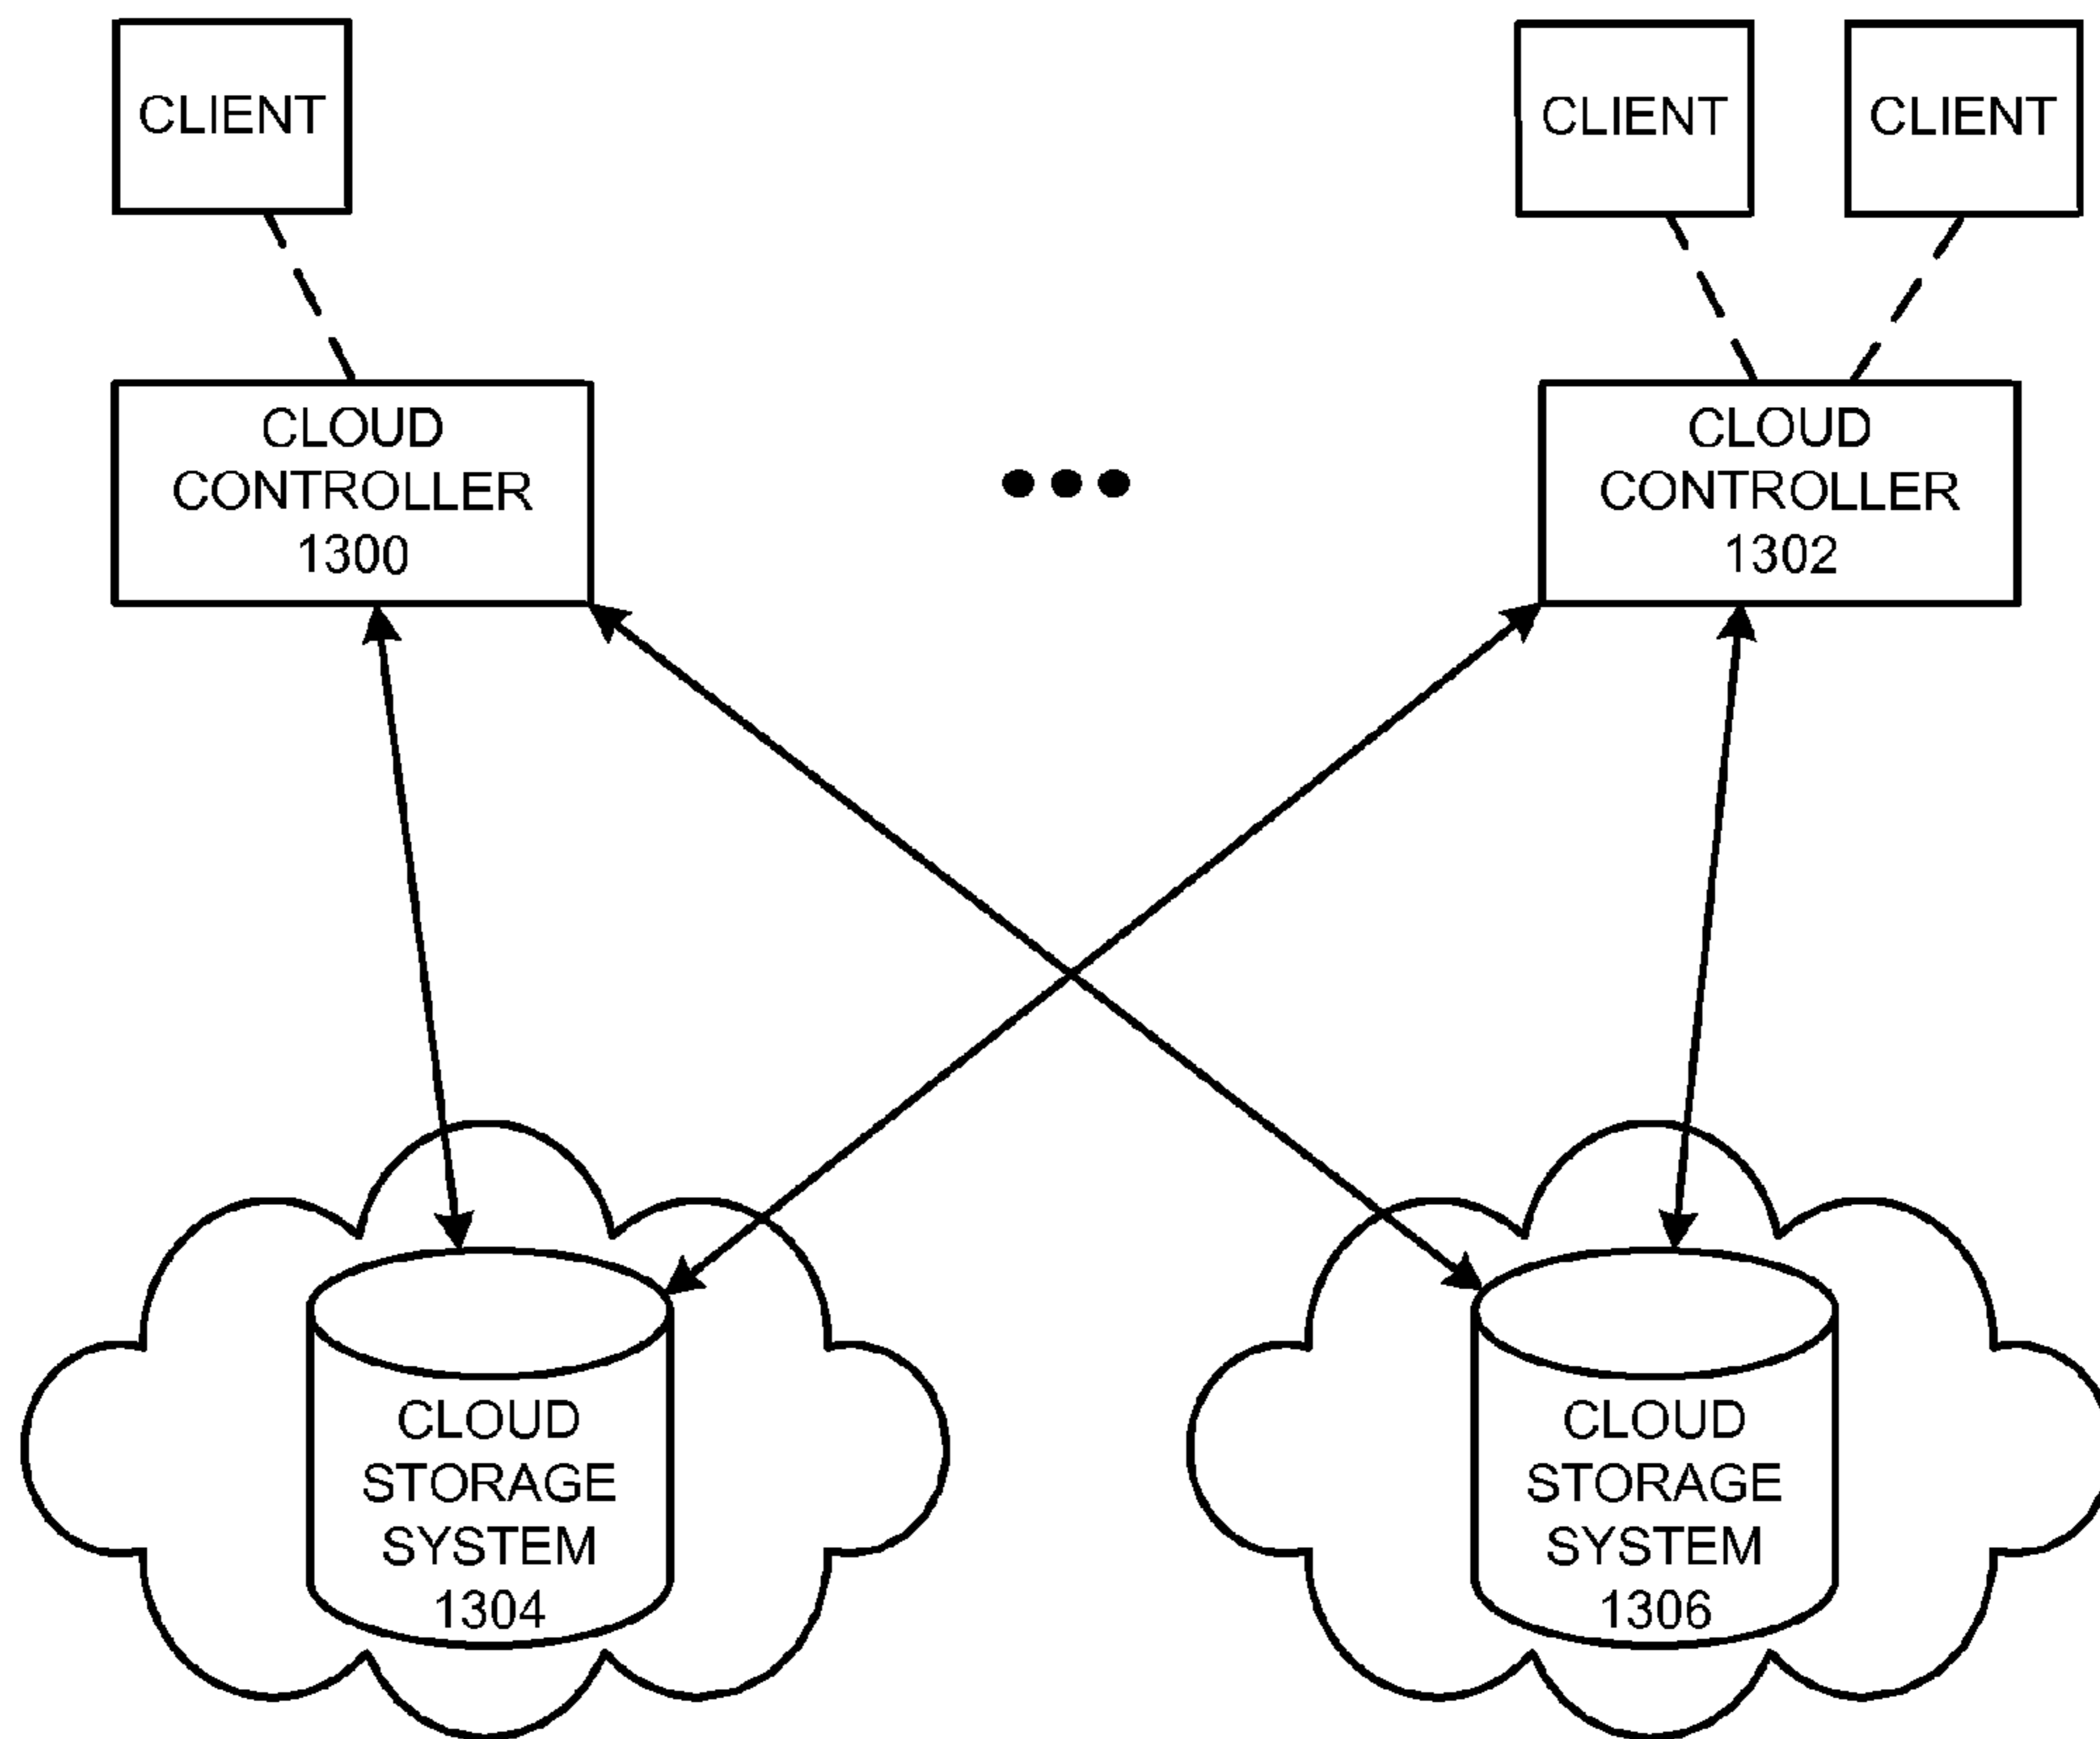 CLIENT
CLIENT
CLIENT
CLOUD
CONTROLLER
1300
CLOUD
CONTROLLER
1302
CLOUD
STORAGE
SYSTEM
1304
CLOUD
STORAGE
SYSTEM
1306